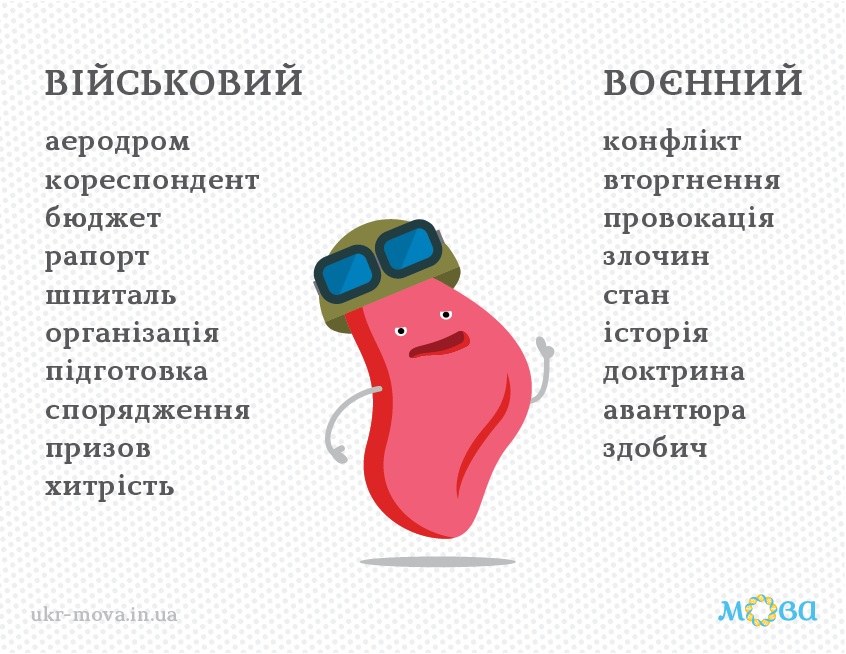 ВІЙСЬКОВИЙ
аеродром
кореспондент
бюджет
рапорт
шпиталь
організація
підготовка
спорядження
призов
хитрість
ВОЄННИЙ
конфлікт
вторгнення
провокація
злочин
стан
історія
доктрина
авантюра
здобич
ukr-mova.in.ua
мова